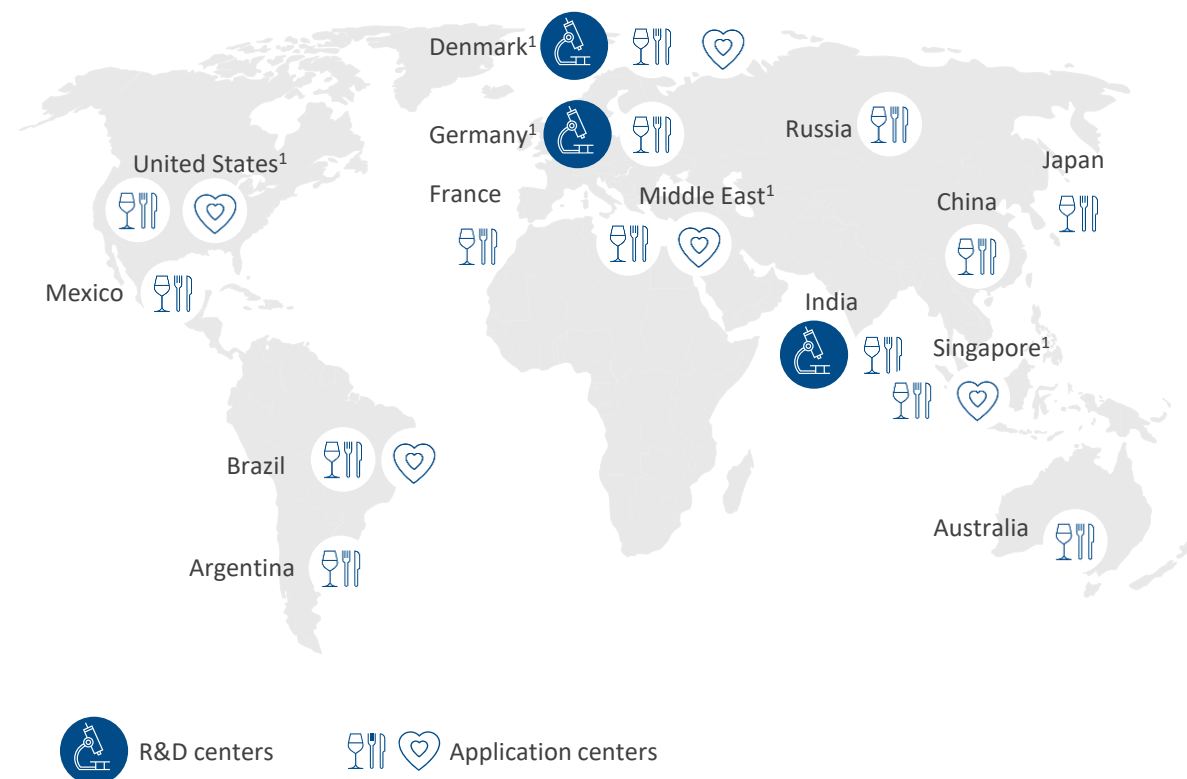 Denmark¹
Germany¹
Russia
Japan
United States¹
France
Middle East¹
China
Mexico
India
Singapore¹
Brazil
Australia
Argentina
R&D centers
Application centers